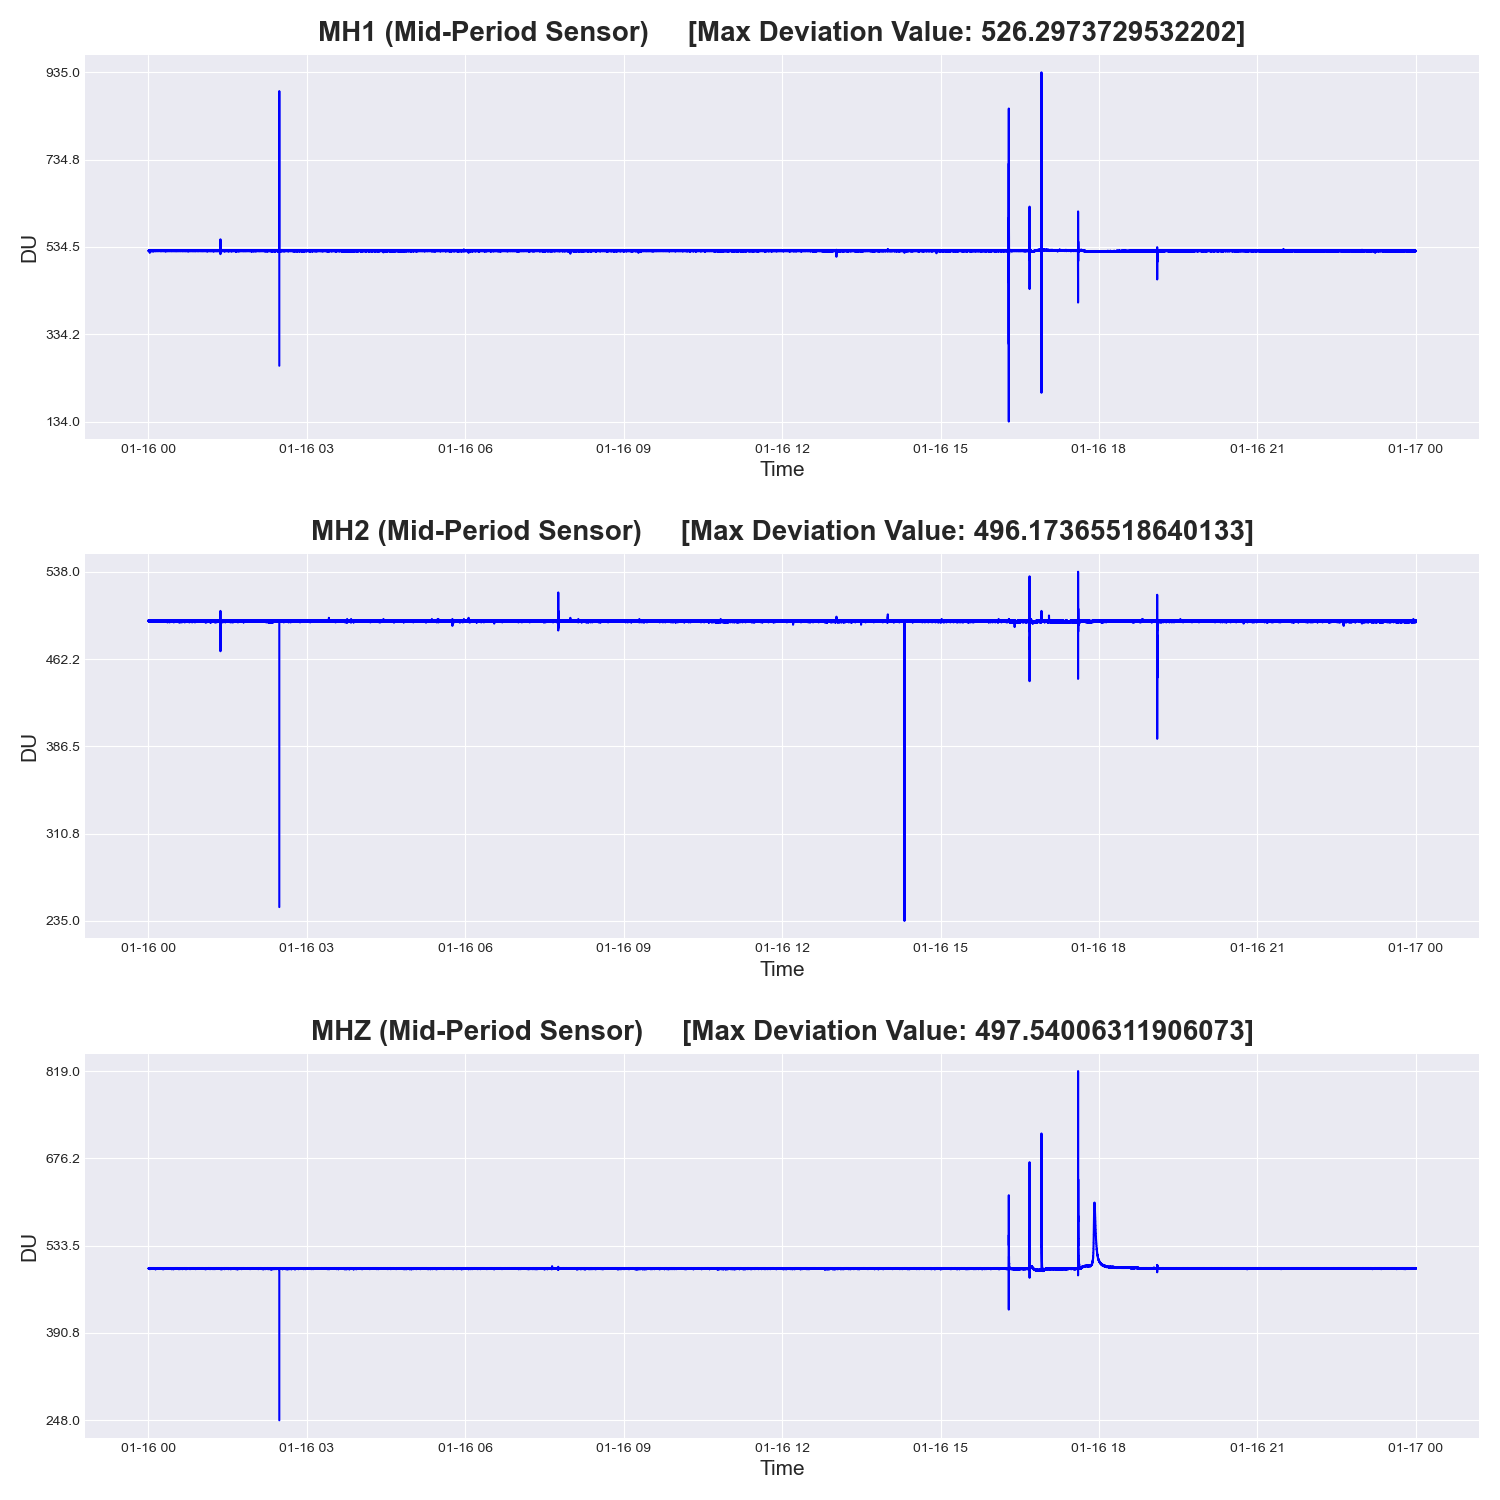 MH1 (Mid-Period Sensor) [Max Deviation Value: 526.2973729532202]
935.0
734.8
534.5
334.2
134.0
DU
01-16 00 01-16 03 01-16 06 01-16 09 01-16 12 01-16 15 01-16 18 01-16 21 01-17 00
Time
MH2 (Mid-Period Sensor) [Max Deviation Value: 496.17365518640133]
538.0
462.2
386.5
310.8
235.0
DU
01-16 00 01-16 03 01-16 06 01-16 09 01-16 12 01-16 15 01-16 18 01-16 21 01-17 00
Time
MHZ (Mid-Period Sensor) [Max Deviation Value: 497.54006311906073]
819.0
676.2
533.5
390.8
248.0
DU
01-16 00 01-16 03 01-16 06 01-16 09 01-16 12 01-16 15 01-16 18 01-16 21 01-17 00
Time